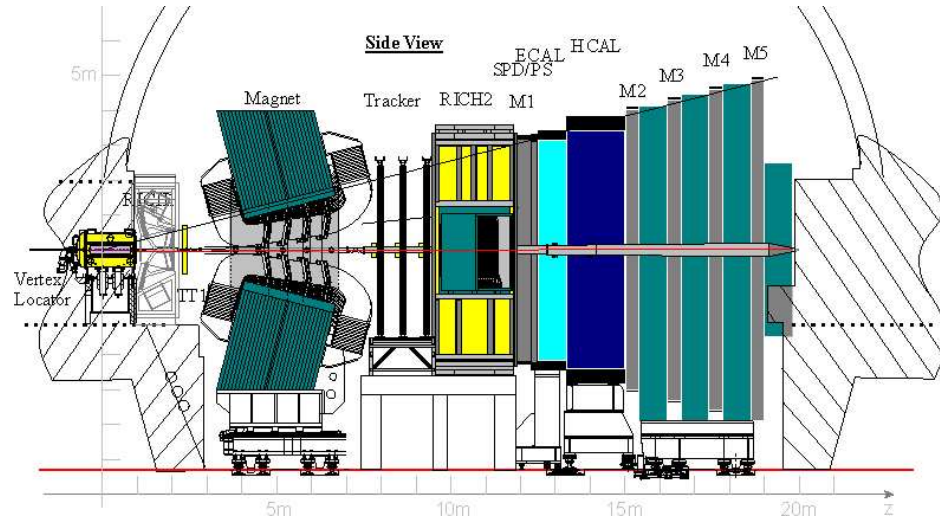 Side View
ECAL
HCAL
SPD/PS
M1
M2
M3
M4
M5
5m
Magnet
Tracker
RICH2
RICH1
Vertex
Locator
TT1
5m
10m
15m
20m
z